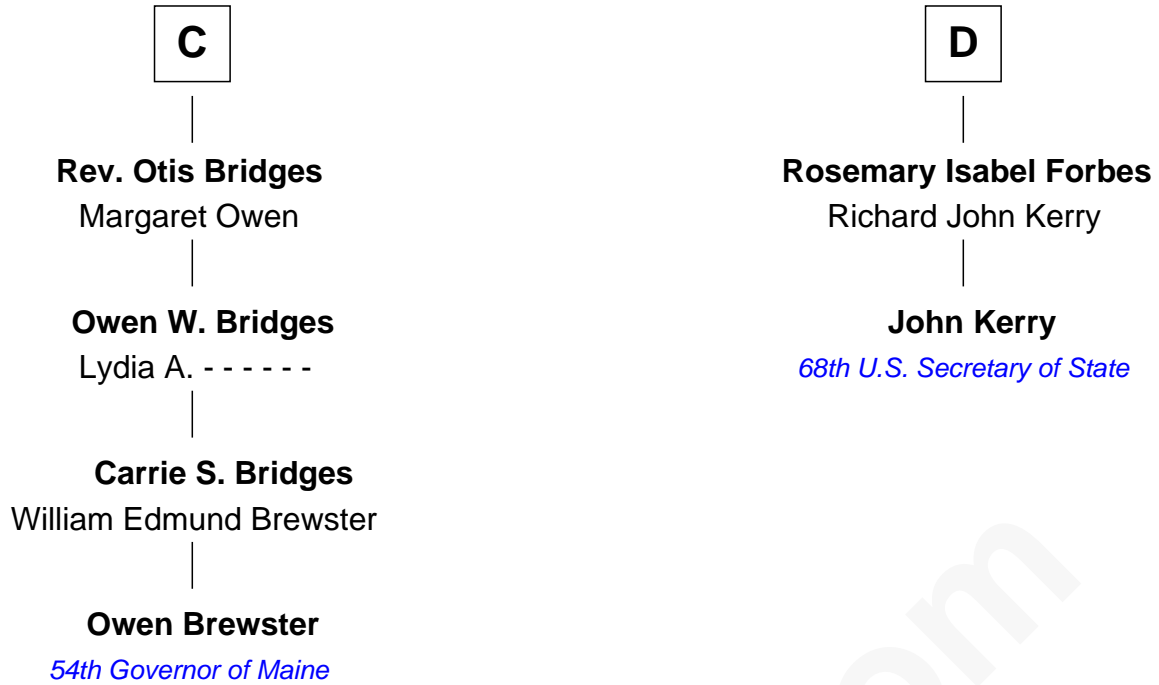 C
Rev. Otis Bridges
Margaret Owen
Owen W. Bridges
Lydia A. - - - - - -
Carrie S. Bridges
William Edmund Brewster
Owen Brewster
54th Governor of Maine
D
Rosemary Isabel Forbes
Richard John Kerry
John Kerry
68th U.S. Secretary of State
om